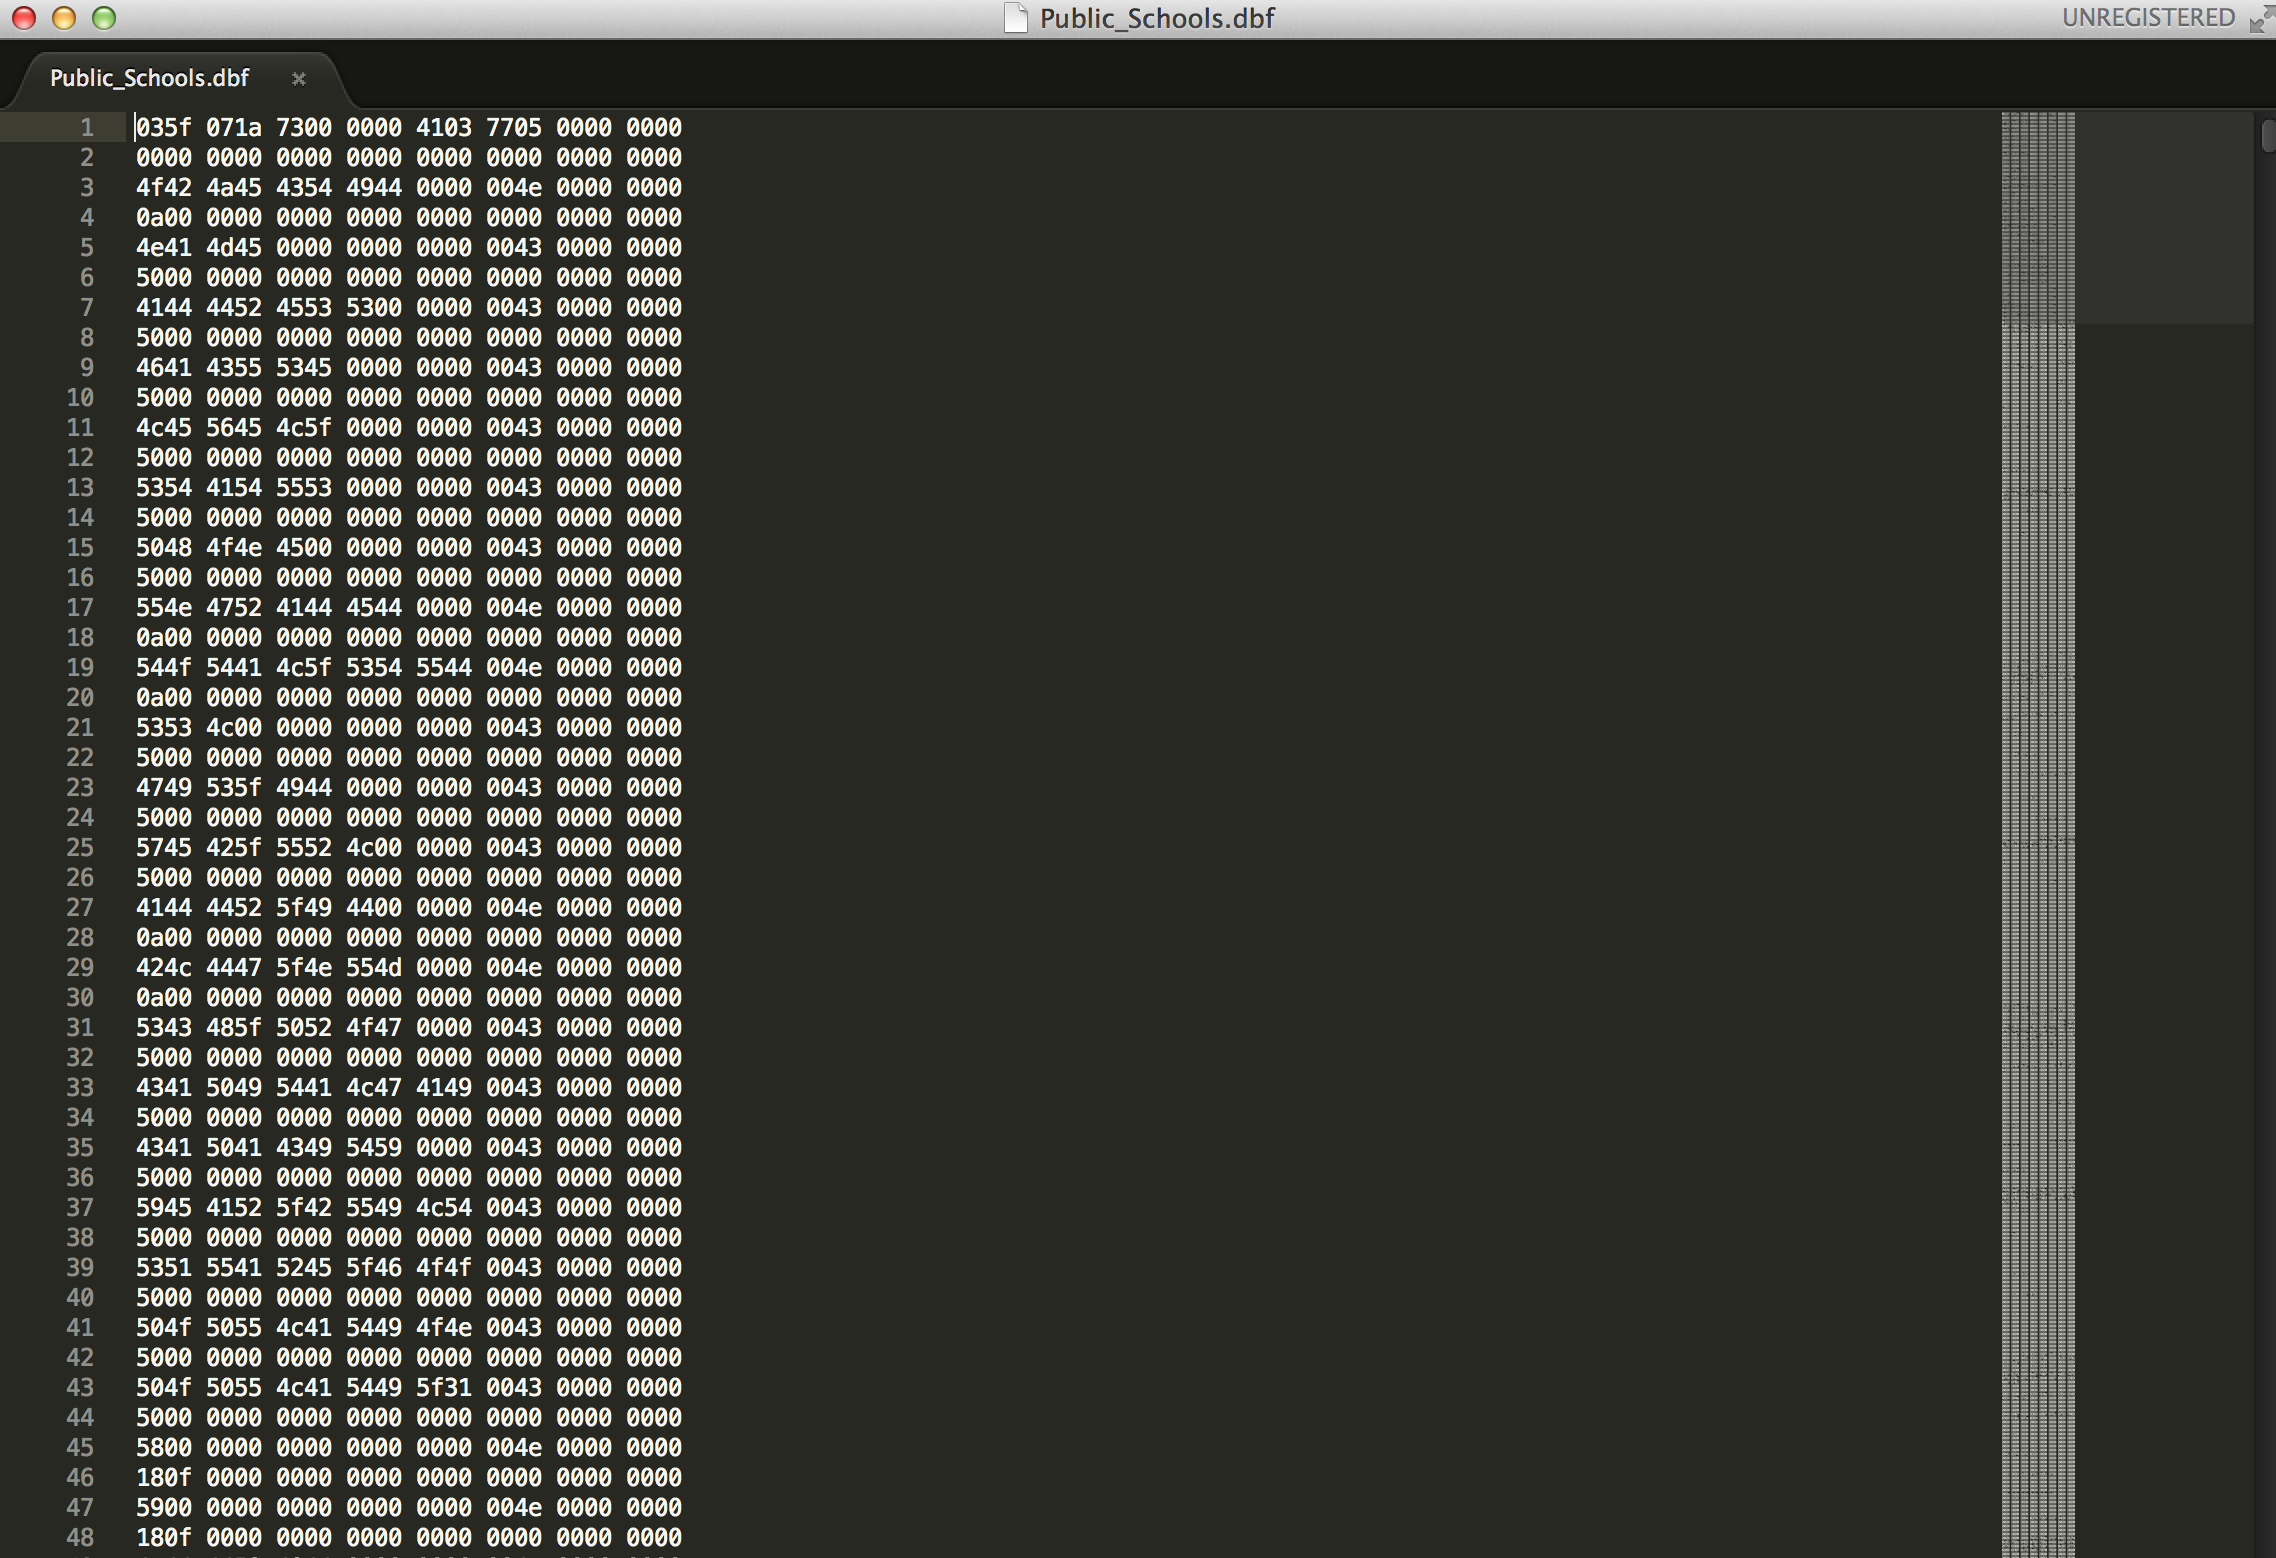 Public_Schools.dbf
UNREGISTERED
Public_Schools.dbf ×
1 035f 071a 7300 0000 4103 7705 0000 0000
2 0000 0000 0000 0000 0000 0000 0000 0000
3 4f42 4a45 4354 4944 0000 004e 0000 0000
4 0a00 0000 0000 0000 0000 0000 0000 0000
5 4e41 4d45 0000 0000 0000 0043 0000 0000
6 5000 0000 0000 0000 0000 0000 0000 0000
7 4144 4452 4553 5300 0000 0043 0000 0000
8 5000 0000 0000 0000 0000 0000 0000 0000
9 4641 4355 5345 0000 0000 0043 0000 0000
10 5000 0000 0000 0000 0000 0000 0000 0000
11 4c45 5645 4c5f 0000 0000 0043 0000 0000
12 5000 0000 0000 0000 0000 0000 0000 0000
13 5354 4154 5553 0000 0000 0043 0000 0000
14 5000 0000 0000 0000 0000 0000 0000 0000
15 5048 4f4e 4500 0000 0000 0043 0000 0000
16 5000 0000 0000 0000 0000 0000 0000 0000
17 554e 4752 4144 4544 0000 004e 0000 0000
18 0a00 0000 0000 0000 0000 0000 0000 0000
19 544f 5441 4c5f 5354 5544 004e 0000 0000
20 0a00 0000 0000 0000 0000 0000 0000 0000
21 5353 4c00 0000 0000 0000 0043 0000 0000
22 5000 0000 0000 0000 0000 0000 0000 0000
23 4749 535f 4944 0000 0000 0043 0000 0000
24 5000 0000 0000 0000 0000 0000 0000 0000
25 5745 425f 5552 4c00 0000 0043 0000 0000
26 5000 0000 0000 0000 0000 0000 0000 0000
27 4144 4452 5f49 4400 0000 004e 0000 0000
28 0a00 0000 0000 0000 0000 0000 0000 0000
29 424c 4447 5f4e 554d 0000 004e 0000 0000
30 0a00 0000 0000 0000 0000 0000 0000 0000
31 5343 485f 5052 4f47 0000 0043 0000 0000
32 5000 0000 0000 0000 0000 0000 0000 0000
33 4341 5049 5441 4c47 4149 0043 0000 0000
34 5000 0000 0000 0000 0000 0000 0000 0000
35 4341 5041 4349 5459 0000 0043 0000 0000
36 5000 0000 0000 0000 0000 0000 0000 0000
37 5945 4152 5f42 5549 4c54 0043 0000 0000
38 5000 0000 0000 0000 0000 0000 0000 0000
39 5351 5541 5245 5f46 4f4f 0043 0000 0000
40 5000 0000 0000 0000 0000 0000 0000 0000
41 504f 5055 4c41 5449 4f4e 0043 0000 0000
42 5000 0000 0000 0000 0000 0000 0000 0000
43 504f 5055 4c41 5449 5f31 0043 0000 0000
44 5000 0000 0000 0000 0000 0000 0000 0000
45 5800 0000 0000 0000 0000 004e 0000 0000
46 180f 0000 0000 0000 0000 0000 0000 0000
47 5900 0000 0000 0000 0000 004e 0000 0000
48 180f 0000 0000 0000 0000 0000 0000 0000